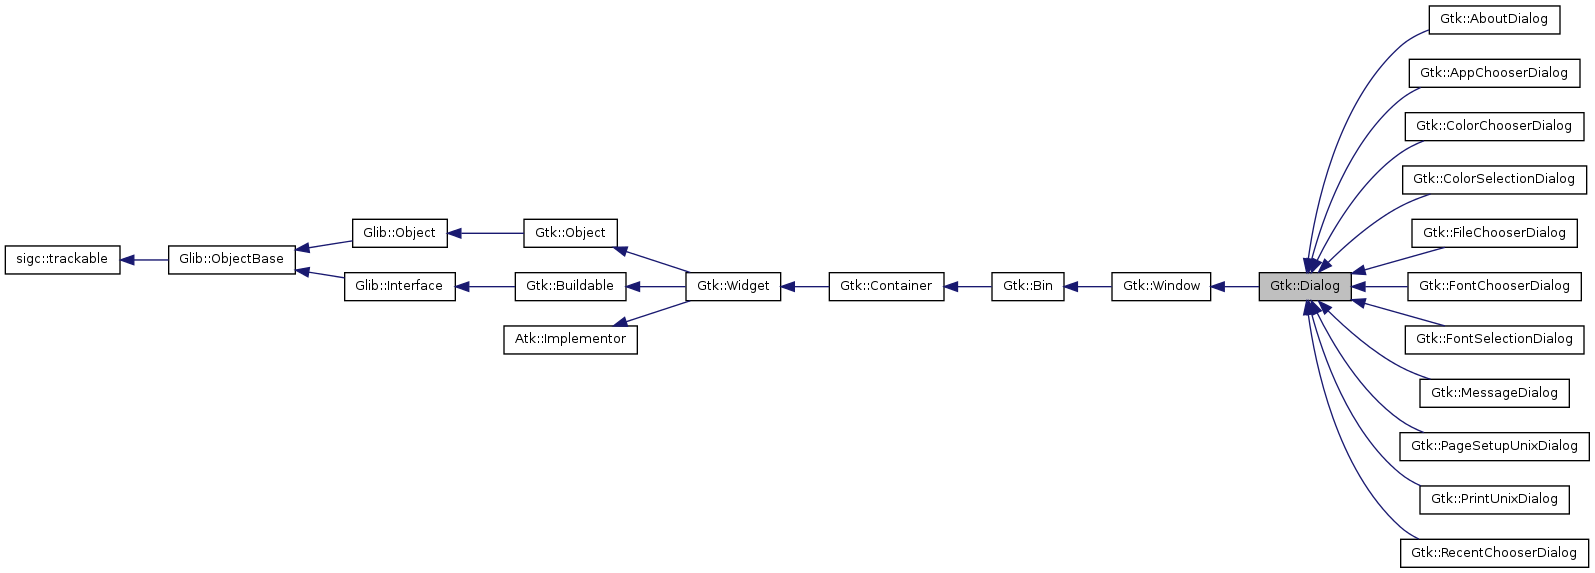 Gtk::AboutDialog
Gtk::AppChooserDialog
Gtk::ColorChooserDialog
Gtk::ColorSelectionDialog
Glib::Object
Gtk::Object
Gtk::FileChooserDialog
sigc::trackable
Glib::ObjectBase
Glib::Interface
Gtk::Buildable
Gtk::Widget
Gtk::Container
Gtk::Bin
Gtk::Window
Gtk::Dialog
Gtk::FontChooserDialog
Atk::Implementor
Gtk::FontSelectionDialog
Gtk::MessageDialog
Gtk::PageSetupUnixDialog
Gtk::PrintUnixDialog
Gtk::RecentChooserDialog